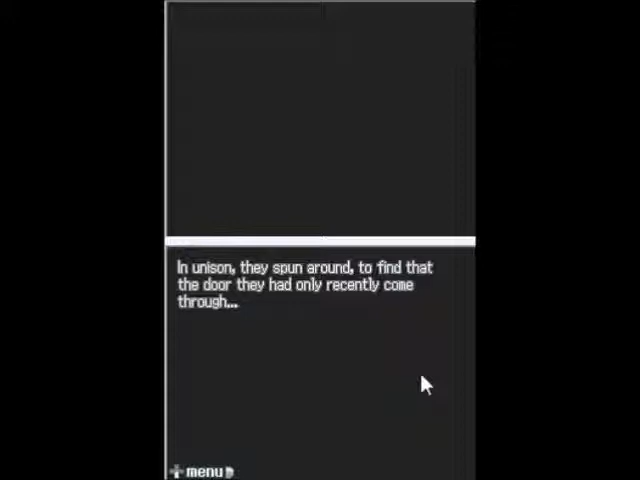 In unison, they spun around, to find that
the door they had only recently come
through...
menu